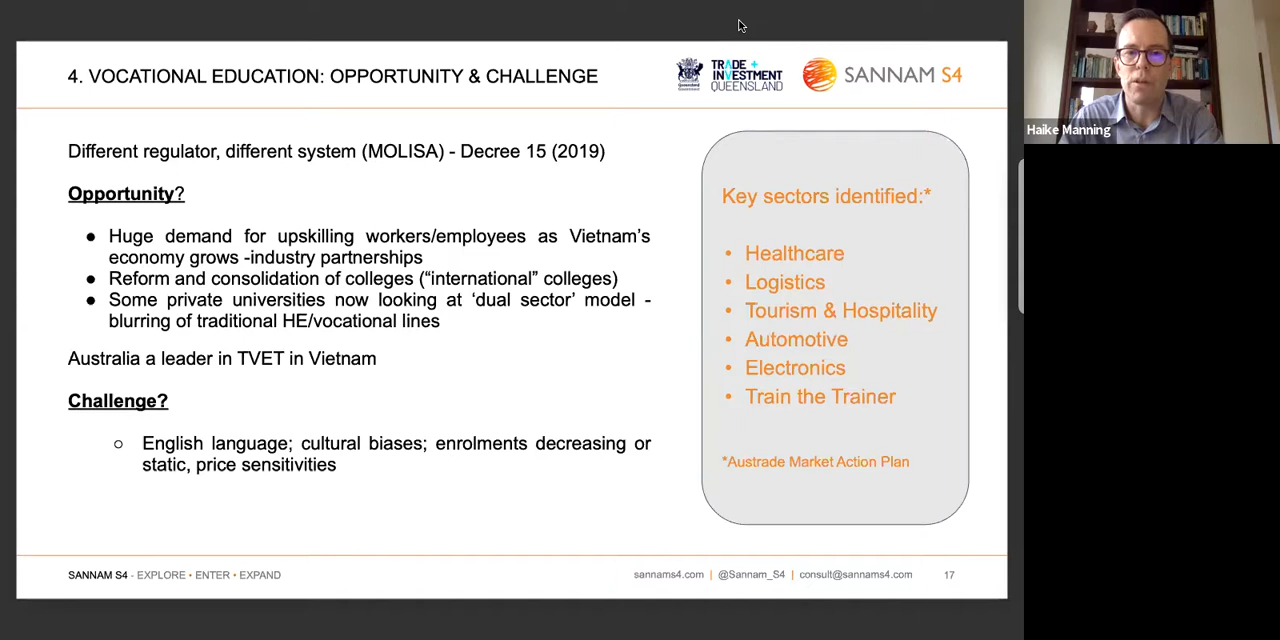 4. VOCATIONAL EDUCATION: OPPORTUNITY & CHALLENGE
TRADE +
INVESTMENT
QUEENSLAND
SANNAM S4
Haike Manning
Different regulator, different system (MOLISA) - Decree 15 (2019)
Opportunity?
● Huge demand for upskilling workers/employees as Vietnam’s
economy grows -industry partnerships
● Reform and consolidation of colleges (“international” colleges)
● Some private universities now looking at ‘dual sector’ model -
blurring of traditional HE/vocational lines
Australia a leader in TVET in Vietnam
Challenge?
○ English language; cultural biases; enrolments decreasing or
static, price sensitivities
Key sectors identified:*
• Healthcare
• Logistics
• Tourism & Hospitality
• Automotive
• Electronics
• Train the Trainer
*Austrade Market Action Plan
SANNAM S4 - EXPLORE • ENTER • EXPAND
sannams4.com | @Sannam_S4 | consult@sannams4.com 17